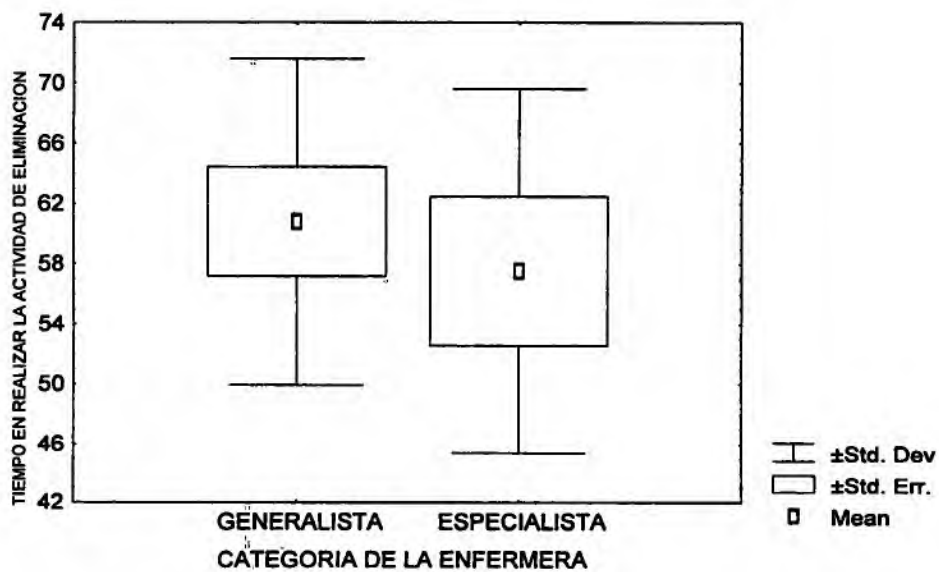 TIEMPO EN REALIZAR LA ACTIVIDAD DE ELIMINACION
74
70
66
62
58
54
50
46
42
GENERALISTA ESPECIALISTA
CATEGORIA DE LA ENFERMERA
±Std. Dev
±Std. Err.
Mean